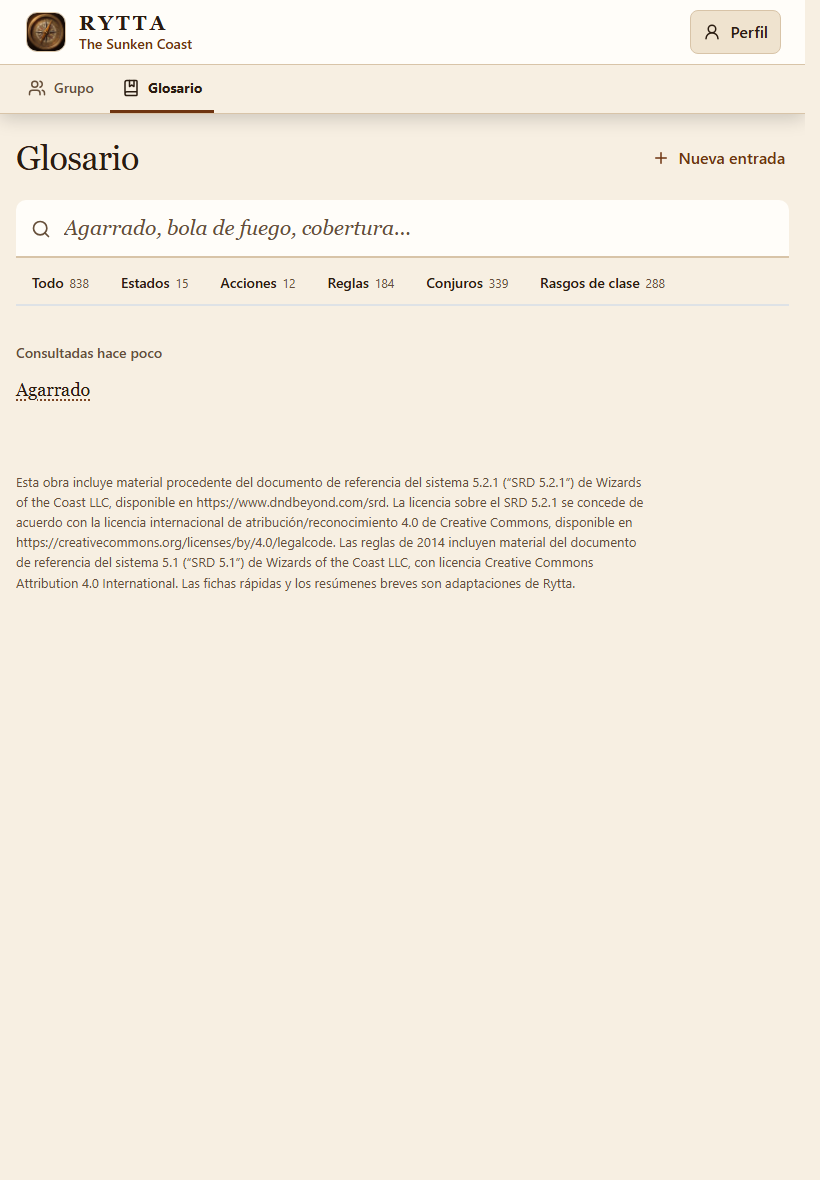 RYTTA
The Sunken Coast
Perfil
Grupo
Glosario
Glosario
Nueva entrada
Agarrado, bola de fuego, cobertura...
Todo 838 Estados 15 Acciones 12 Reglas 184 Conjuros 339 Rasgos de clase 288
Consultadas hace poco
Agarrado
Esta obra incluye material procedente del documento de referencia del sistema 5.2.1 (“SRD 5.2.1”) de Wizards
of the Coast LLC, disponible en https://www.dndbeyond.com/srd. La licencia sobre el SRD 5.2.1 se concede de
acuerdo con la licencia internacional de atribución/reconocimiento 4.0 de Creative Commons, disponible en
https://creativecommons.org/licenses/by/4.0/legalcode. Las reglas de 2014 incluyen material del documento
de referencia del sistema 5.1 (“SRD 5.1”) de Wizards of the Coast LLC, con licencia Creative Commons
Attribution 4.0 International. Las fichas rápidas y los resúmenes breves son adaptaciones de Rytta.